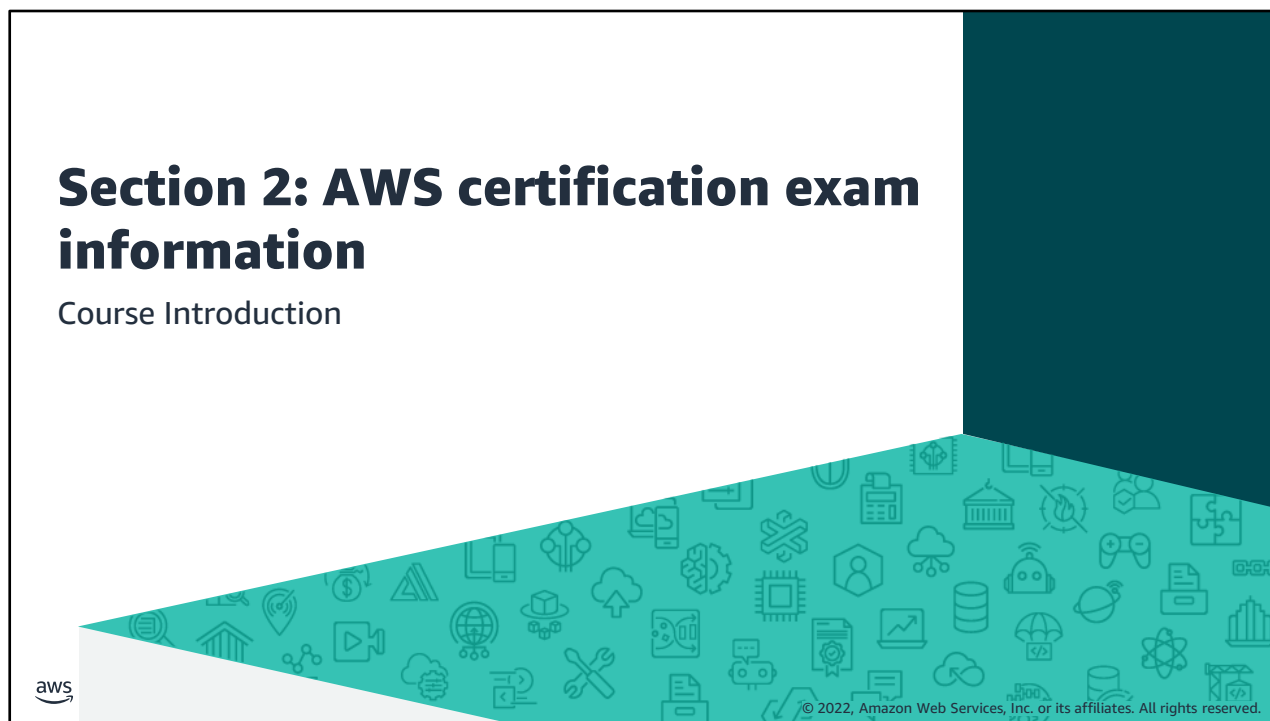 Section 2: AWS certification exam
information
Course Introduction
aws
© 2022, Amazon Web Services, Inc. or its affiliates. All rights reserved.